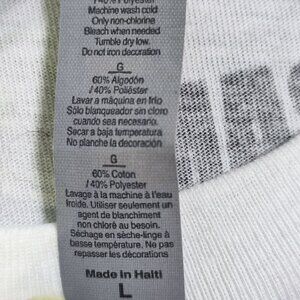 /40% Polyester
Machine wash cold
Only non-chlorine
Bleach when needed
Tumble dry low.
Do not iron decoration
G
60% Algodón
/ 40% Poliéster
Lavar a máquina en frío
Sólo blanqueador sin cloro
cuando sea necesario.
Secar a baja temperatura
No planche la decoración
G
60% Coton
/ 40% Polyester
Lavage à la machine à l'eau
froide. Utiliser seulement un
agent de blanchiment
non chloré au besoin.
Séchage en sèche-linge à
basse température. Ne pas
repasser les décorations
Made in Haiti
L